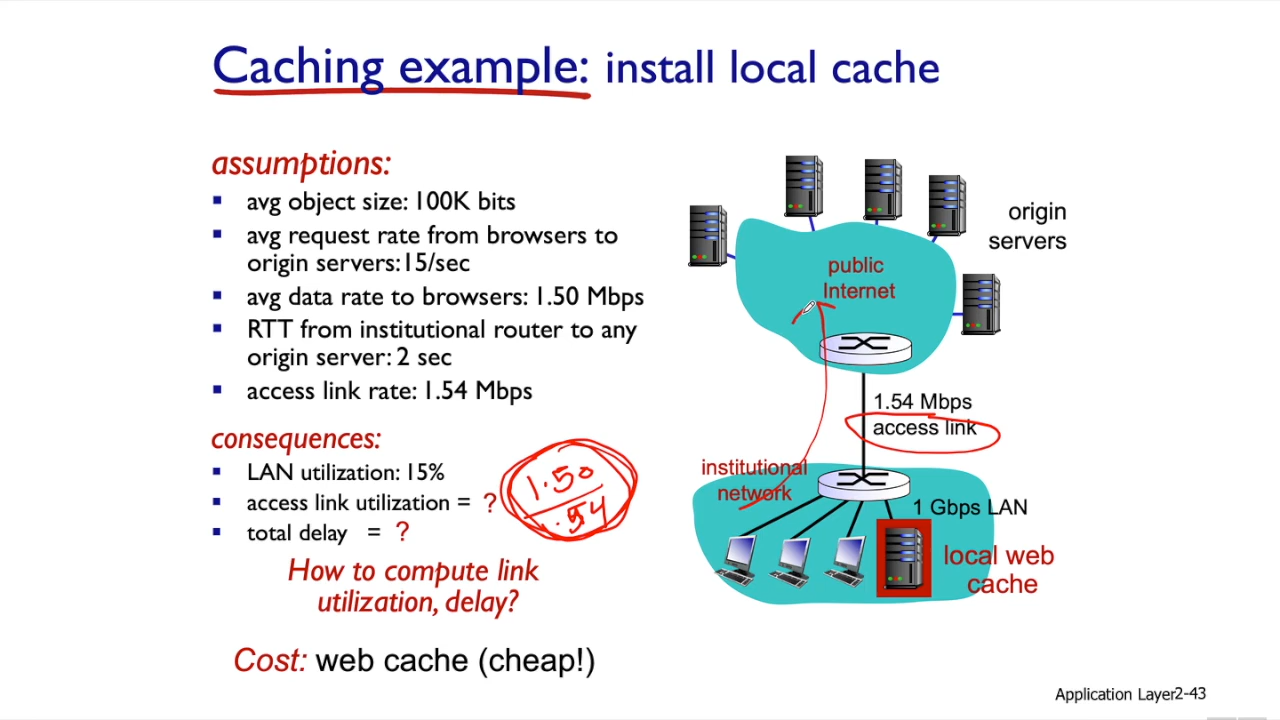 Caching example: install local cache
assumptions:
▪ avg object size: 100K bits
▪ avg request rate from browsers to
origin servers:15/sec
▪ avg data rate to browsers: 1.50 Mbps
▪ RTT from institutional router to any
origin server: 2 sec
▪ access link rate: 1.54 Mbps
consequences:
▪ LAN utilization: 15%
▪ access link utilization = ?
▪ total delay = ?
1.50
1.54
How to compute link
utilization, delay?
Cost: web cache (cheap!)
origin
servers
public
Internet
1.54 Mbps
access link
institutional
network
1 Gbps LAN
local web
cache
Application Layer2-43